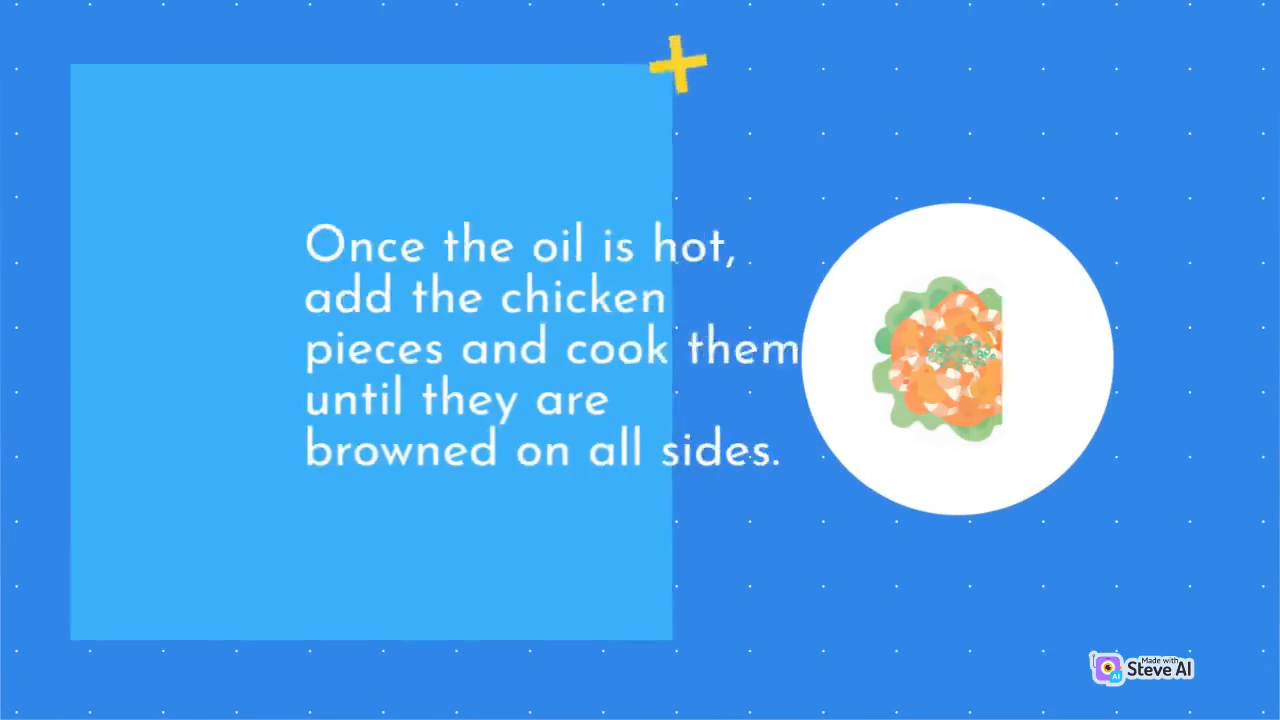 Once the oil is hot,
add the chicken
pieces and cook them
until they are
browned on all sides.
Made with
Steve AI
AI